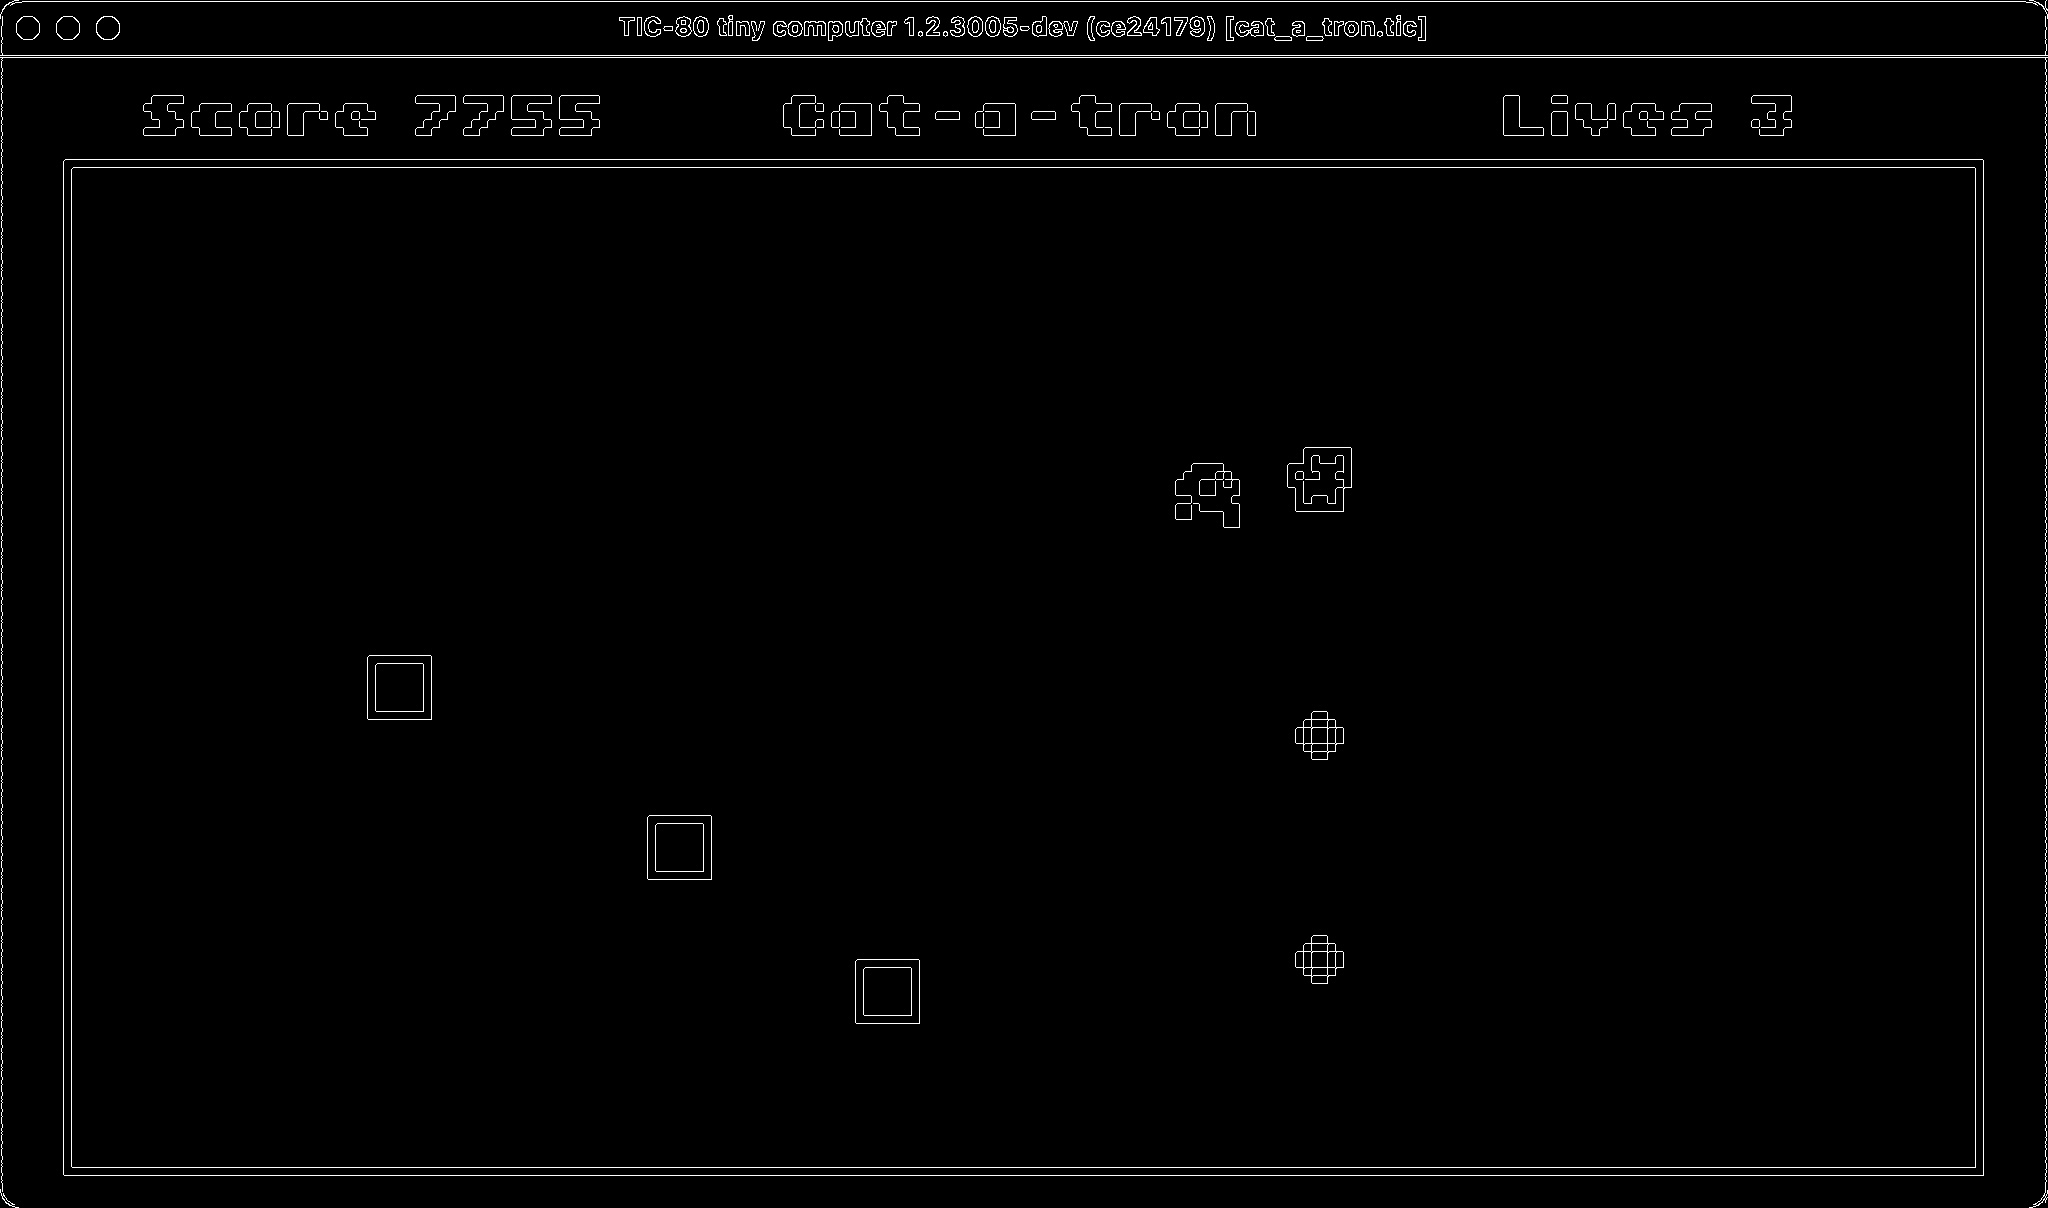 TIC-80 tiny computer 1.2.3005-dev (ce24179) [cat_a_tron.tic]
Score 7755 Cat-a-tron Lives 3